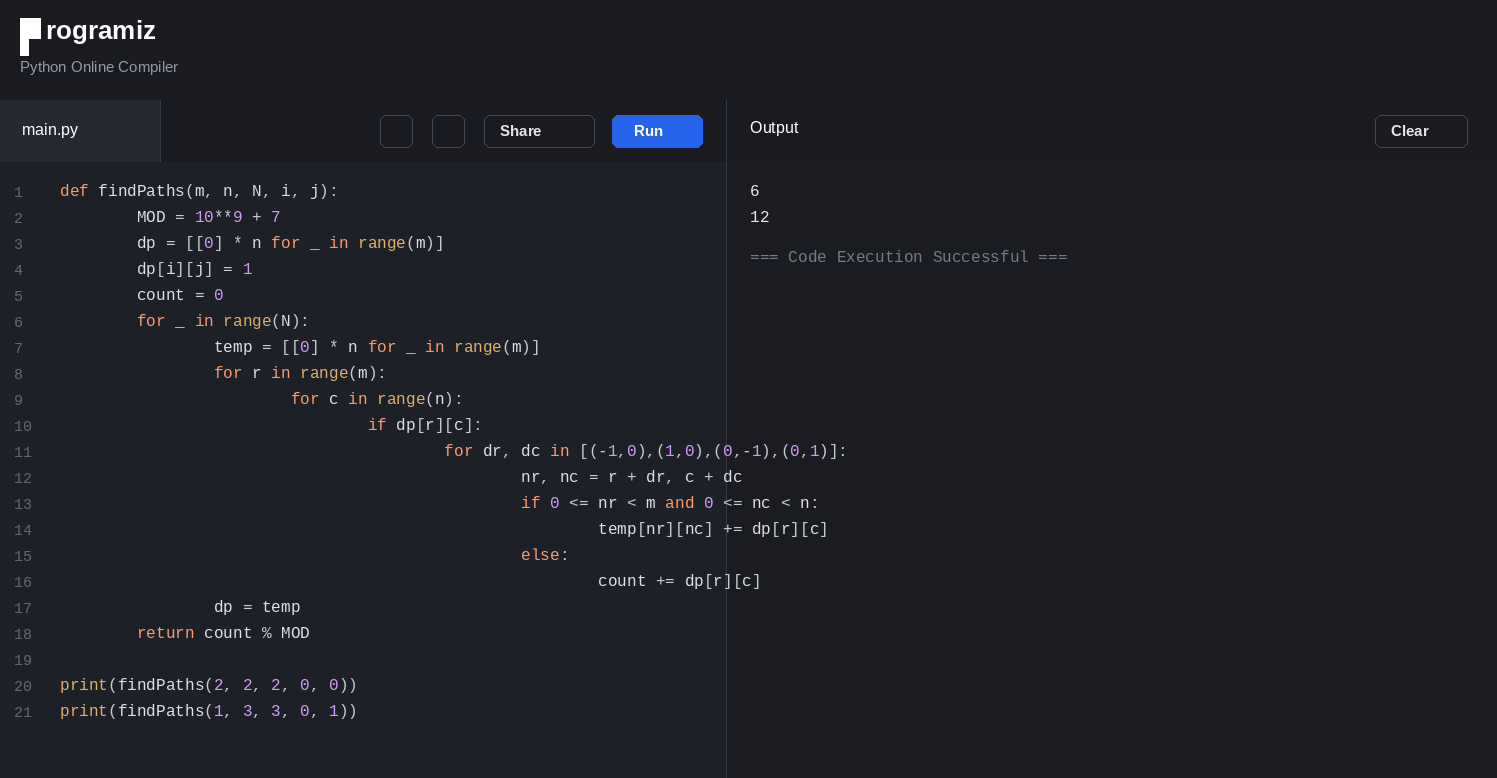 Programiz
Python Online Compiler
main.py
Share
Run
Output
Clear
1 def findPaths(m, n, N, i, j):
2         MOD = 10**9 + 7
3         dp = [[0] * n for _ in range(m)]
4         dp[i][j] = 1
5         count = 0
6         for _ in range(N):
7                 temp = [[0] * n for _ in range(m)]
8                 for r in range(m):
9                         for c in range(n):
10                                 if dp[r][c]:
11                                         for dr, dc in [(-1,0),(1,0),(0,-1),(0,1)]:
12                                                 nr, nc = r + dr, c + dc
13                                                 if 0 <= nr < m and 0 <= nc < n:
14                                                         temp[nr][nc] += dp[r][c]
15                                                 else:
16                                                         count += dp[r][c]
17                 dp = temp
18         return count % MOD
19
20 print(findPaths(2, 2, 2, 0, 0))
21 print(findPaths(1, 3, 3, 0, 1))
6
12
=== Code Execution Successful ===